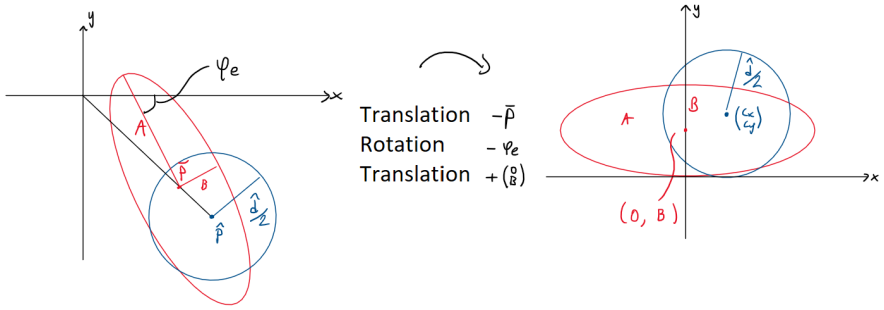 y
φe
x
A
p̄
B
d̂/2
p̂
Translation -p̄
Rotation -φe
Translation +(0 B)
y
d̂/2
B
A
(cx cy)
x
(0, B)